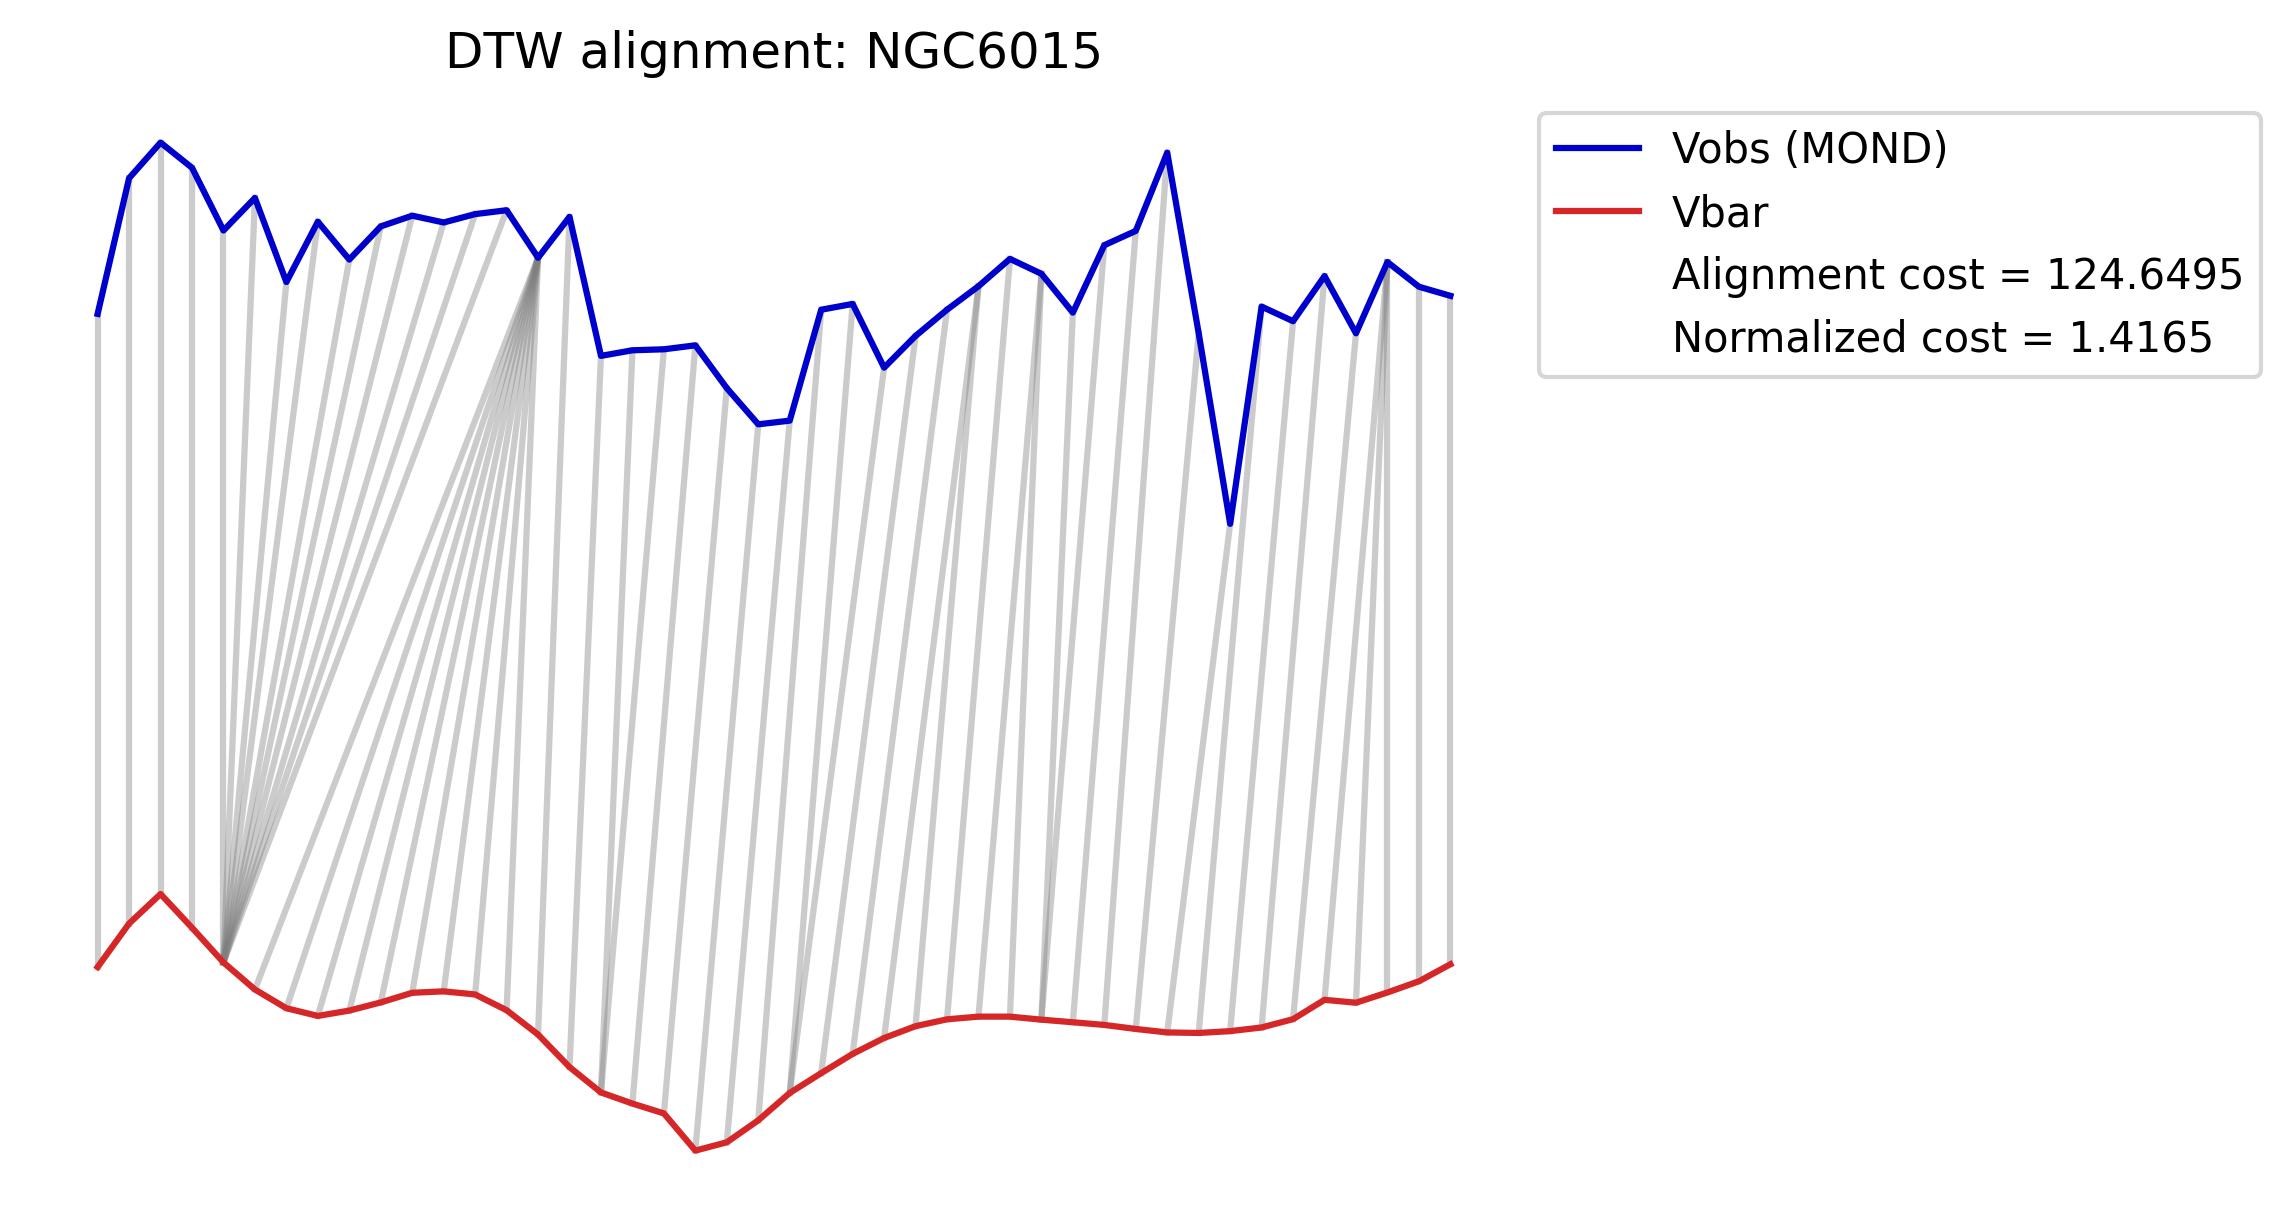 DTW alignment: NGC6015
Vobs (MOND)
Vbar
Alignment cost = 124.6495
Normalized cost = 1.4165